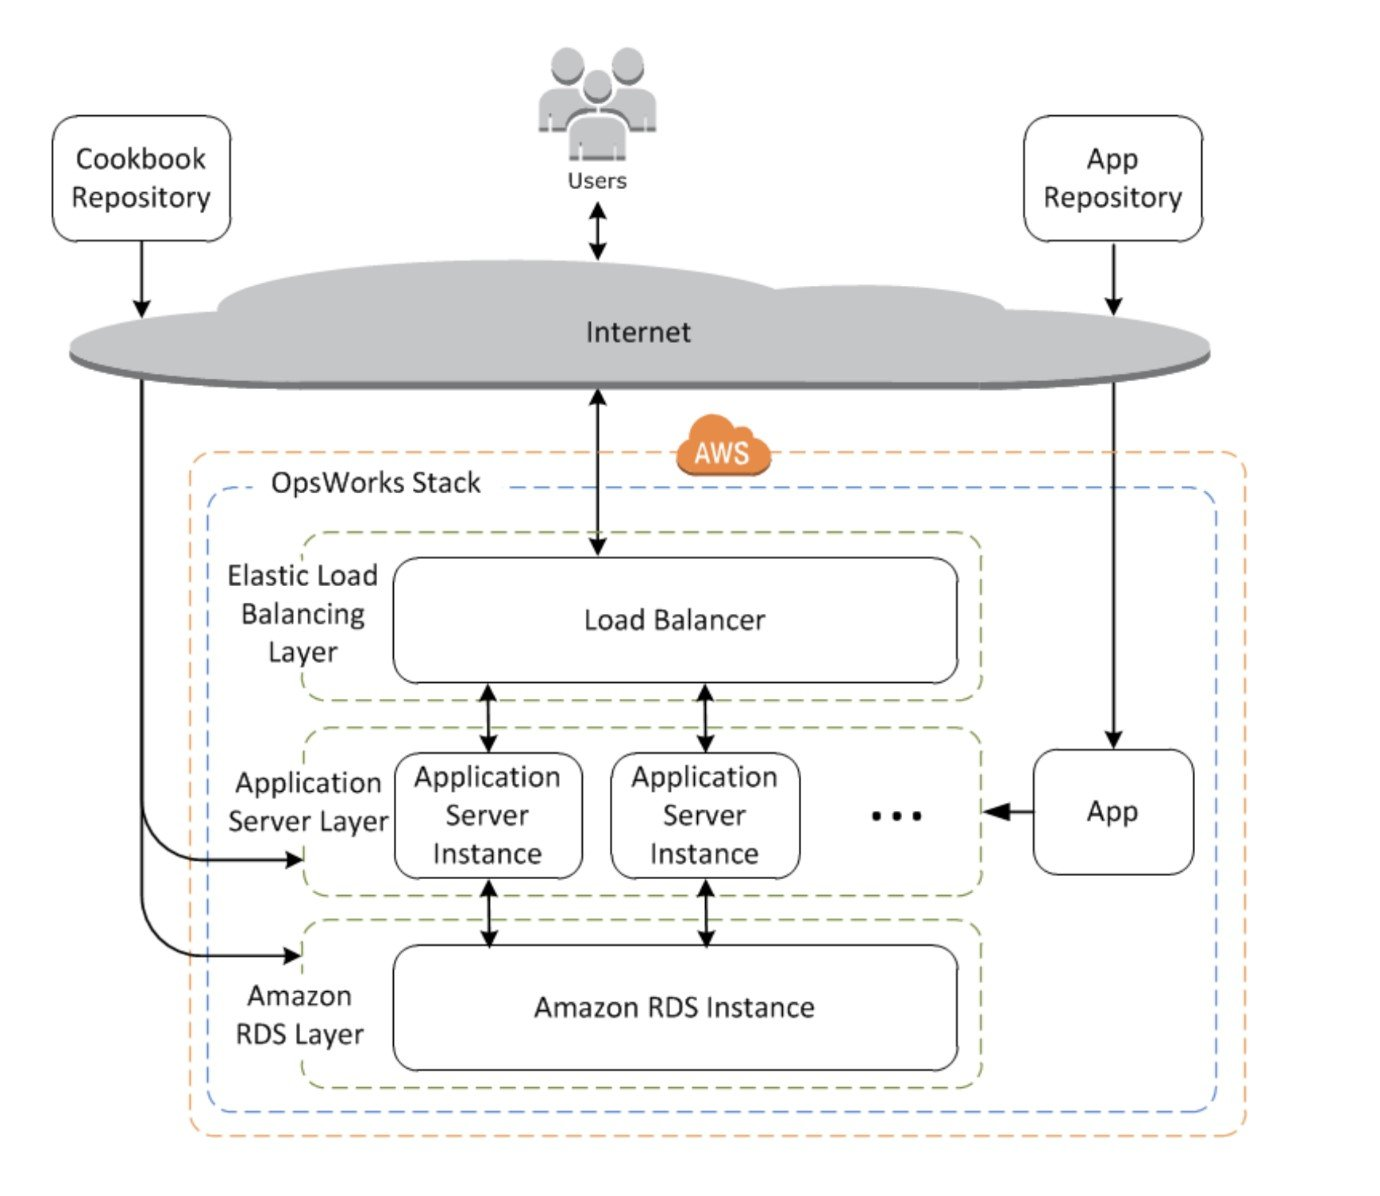 Users
Cookbook
Repository
App
Repository
Internet
AWS
OpsWorks Stack
Elastic Load
Balancing
Layer
Load Balancer
Application
Server Layer
Application
Server
Instance
Application
Server
Instance
...
App
Amazon
RDS Layer
Amazon RDS Instance